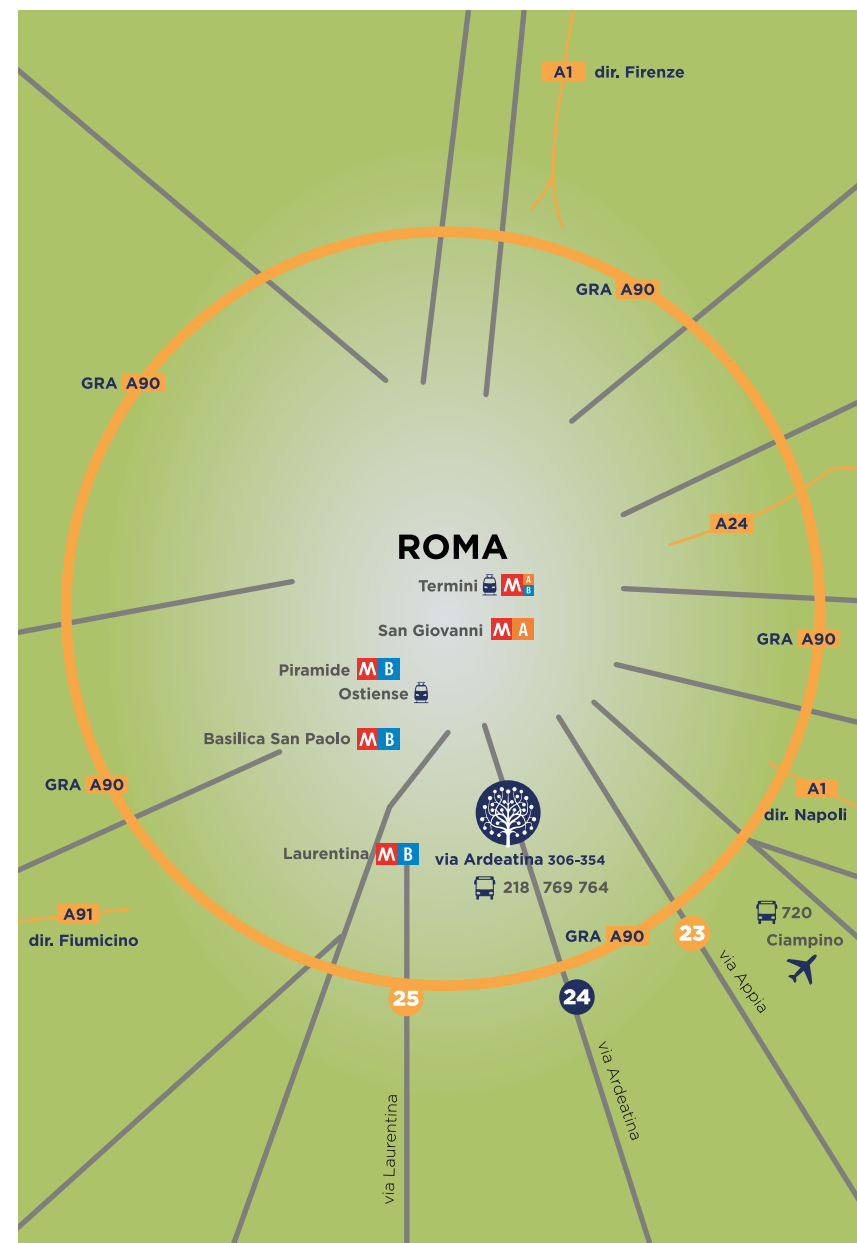 A1 dir. Firenze
GRA A90
GRA A90
A24
ROMA
Termini M A B
San Giovanni M A
GRA A90
Piramide M B
Ostiense
Basilica San Paolo M B
GRA A90
A1
dir. Napoli
Laurentina M B
via Ardeatina 306-354
218 769 764
A91
dir. Fiumicino
GRA A90
23
720
Ciampino
25
24
via Appia
via Ardeatina
via Laurentina